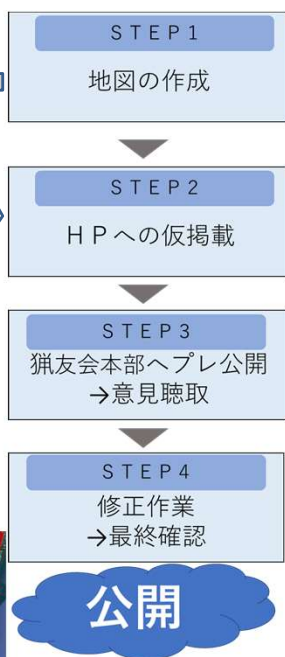 STEP1
地図の作成
STEP2
HPへの仮掲載
STEP3
猟友会本部へプレ公開
→意見聴取
STEP4
修正作業
→最終確認
公開